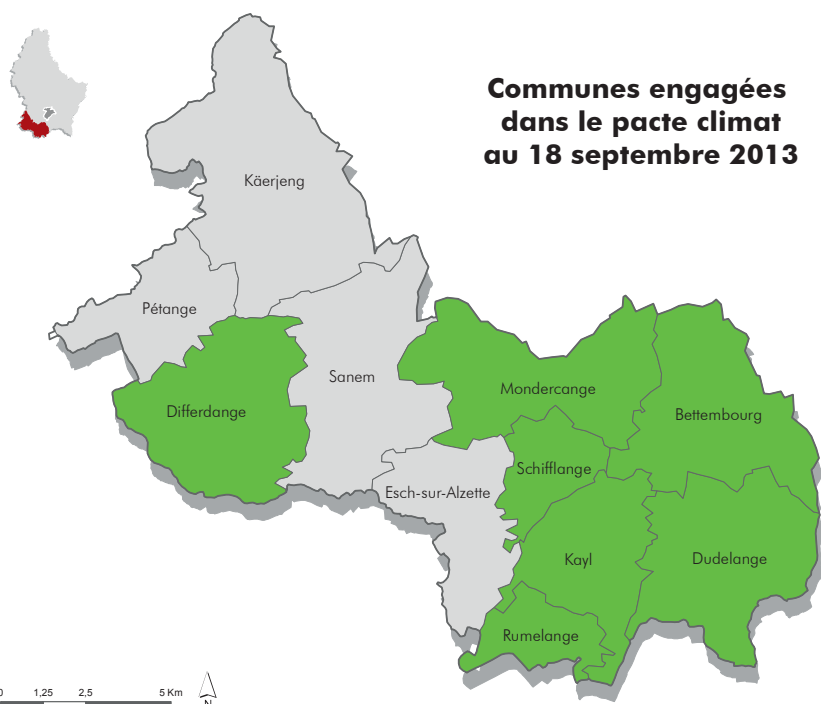 Communes engagées
dans le pacte climat
au 18 septembre 2013
Käerjeng
Pétange
Sanem
Differdange
Mondercange
Bettembourg
Schifflange
Esch-sur-Alzette
Kayl
Dudelange
Rumelange
0 1,25 2,5 5 Km
N